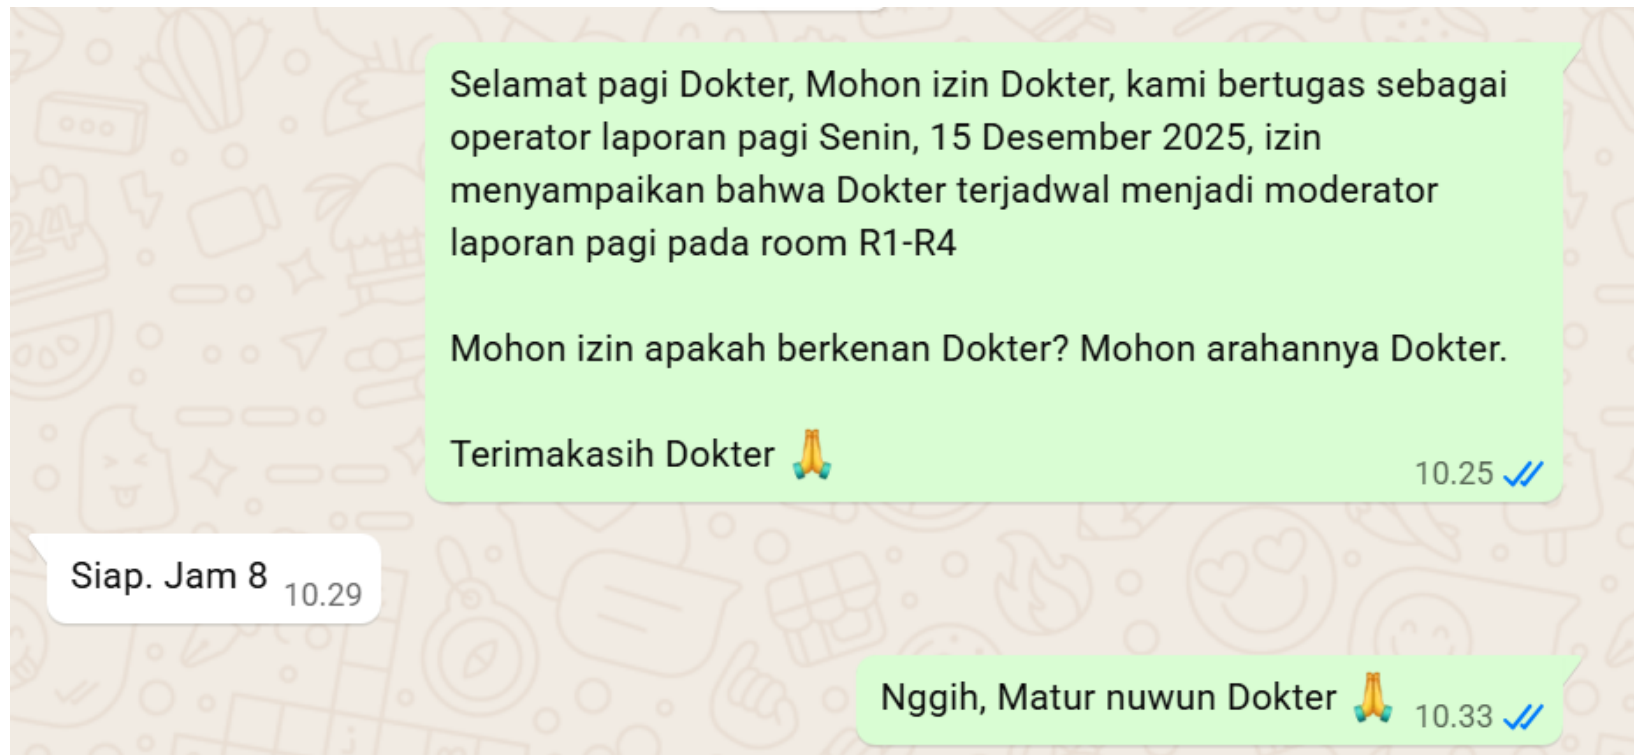 Selamat pagi Dokter, Mohon izin Dokter, kami bertugas sebagai
operator laporan pagi Senin, 15 Desember 2025, izin
menyampaikan bahwa Dokter terjadwal menjadi moderator
laporan pagi pada room R1-R4
Mohon izin apakah berkenan Dokter? Mohon arahannya Dokter.
Terimakasih Dokter 🙏
10.25
Siap. Jam 8 10.29
Nggih, Matur nuwun Dokter 🙏 10.33